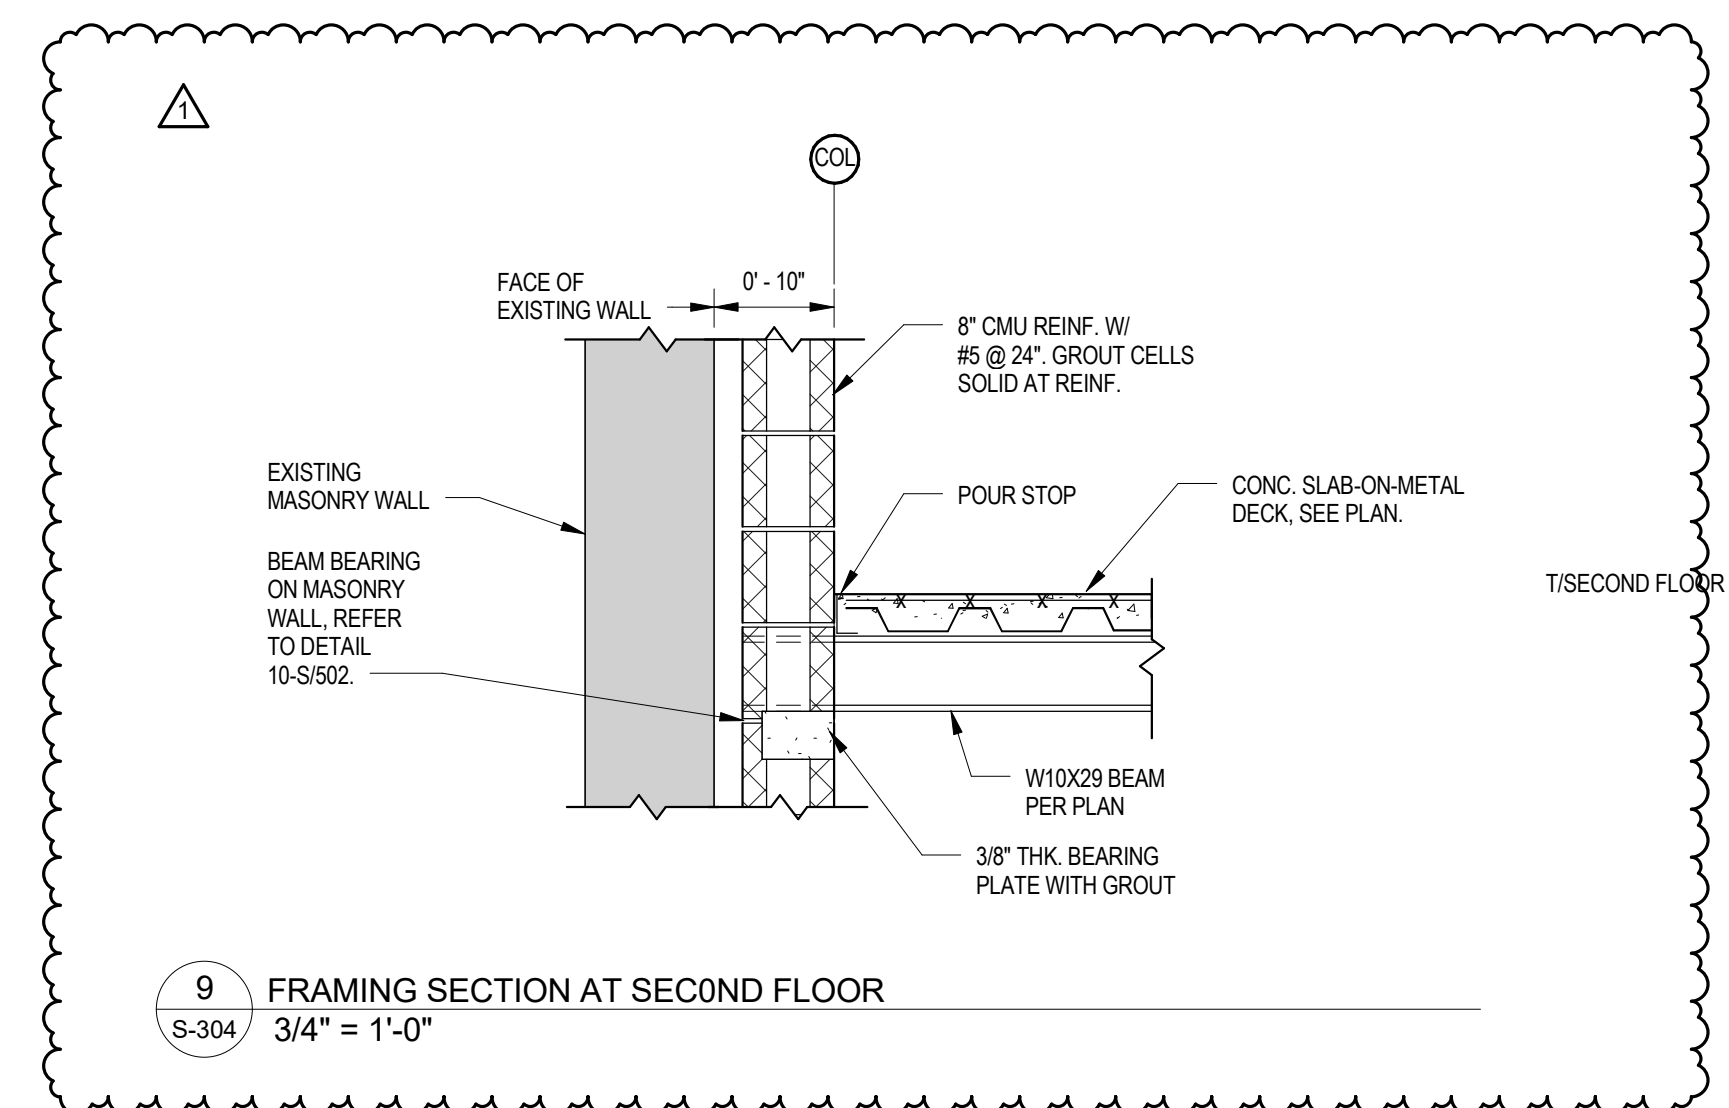 1
COL
FACE OF
EXISTING WALL
0' - 10"
8" CMU REINF. W/
#5 @ 24". GROUT CELLS
SOLID AT REINF.
EXISTING
MASONRY WALL
POUR STOP
CONC. SLAB-ON-METAL
DECK, SEE PLAN.
BEAM BEARING
ON MASONRY
WALL, REFER
TO DETAIL
10-S/502.
T/SECOND FLOOR
W10X29 BEAM
PER PLAN
3/8" THK. BEARING
PLATE WITH GROUT
9
S-304
FRAMING SECTION AT SEC0ND FLOOR
3/4" = 1'-0"